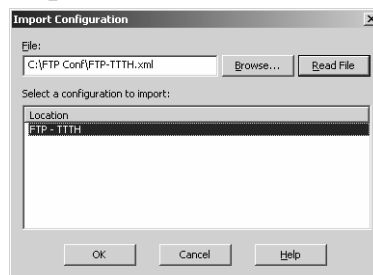 Import Configuration
File:
C:\FTP Conf\FTP-TTTH.xml
Browse...
Read File
Select a configuration to import:
Location
FTP - TTTH
OK
Cancel
Help